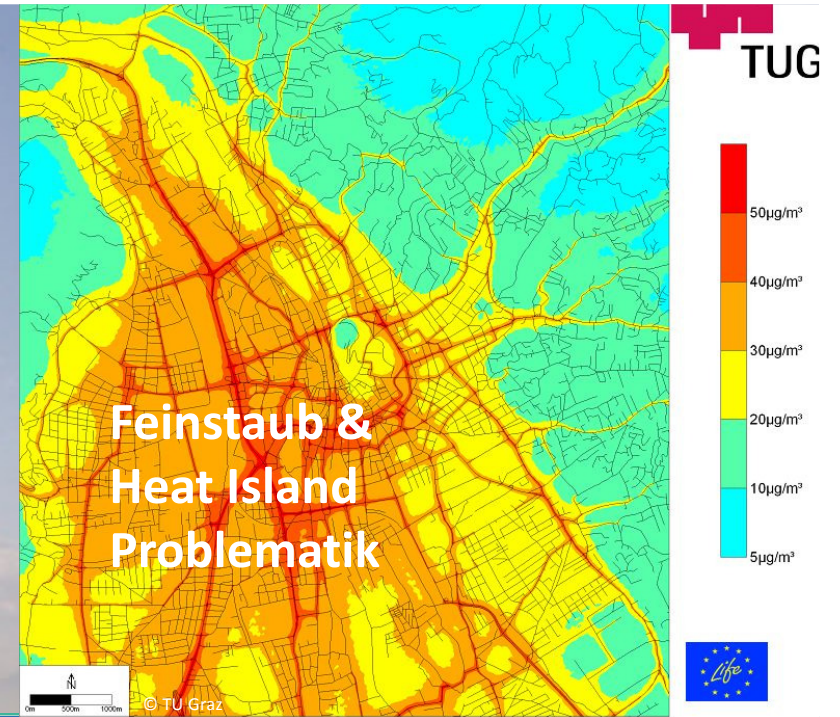 TUG
50µg/m³
40µg/m³
30µg/m³
20µg/m³
10µg/m³
5µg/m³
Feinstaub &
Heat Island
Problematik
Life
N
0m 500m 1000m
© TU Graz